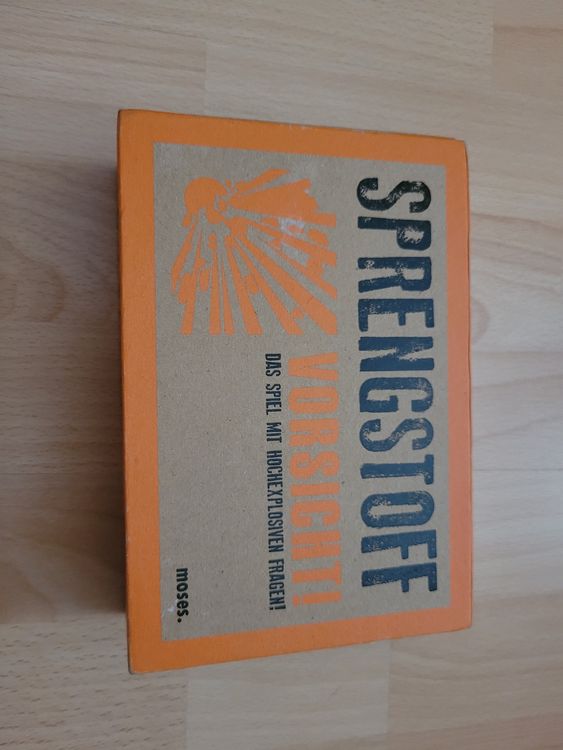 SPRENGSTOFF
VORSICHT!
DAS SPIEL MIT HOCHEXPLOSIVEN FRAGEN!
moses.